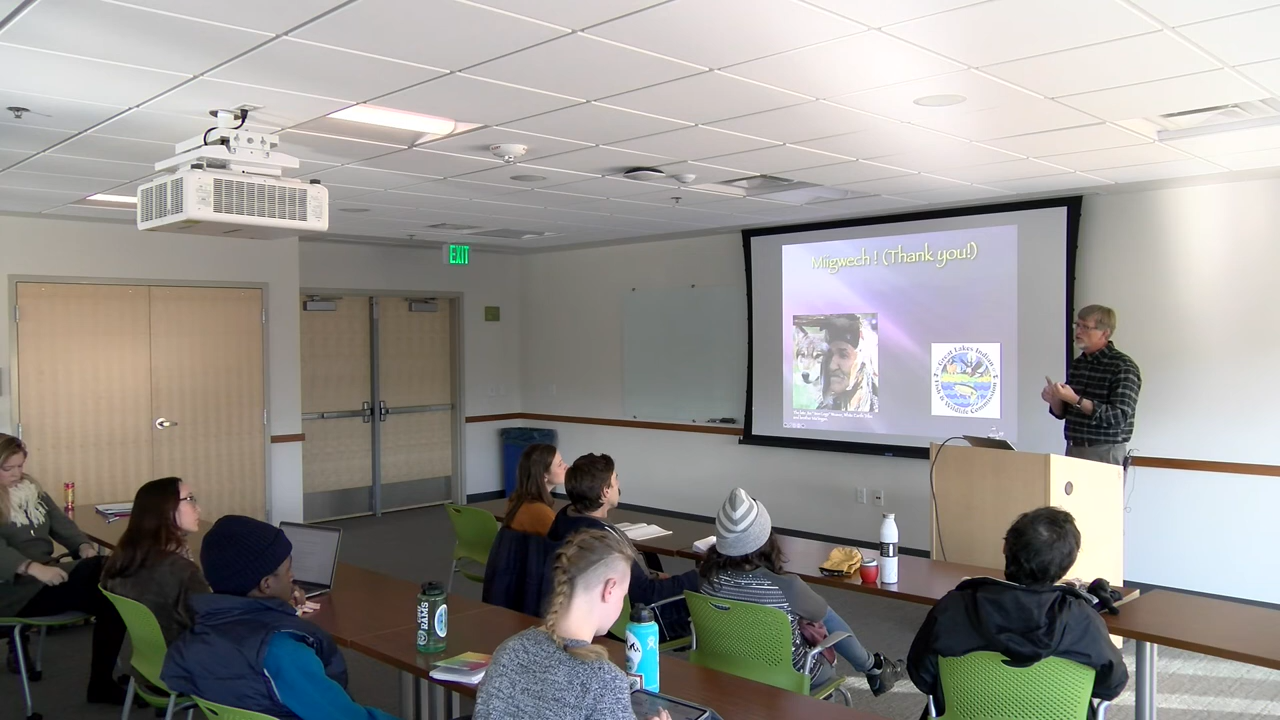 EXIT
Miigwech ! (Thank you!)
Great Lakes Indian
Fish & Wildlife Commission
RAMS